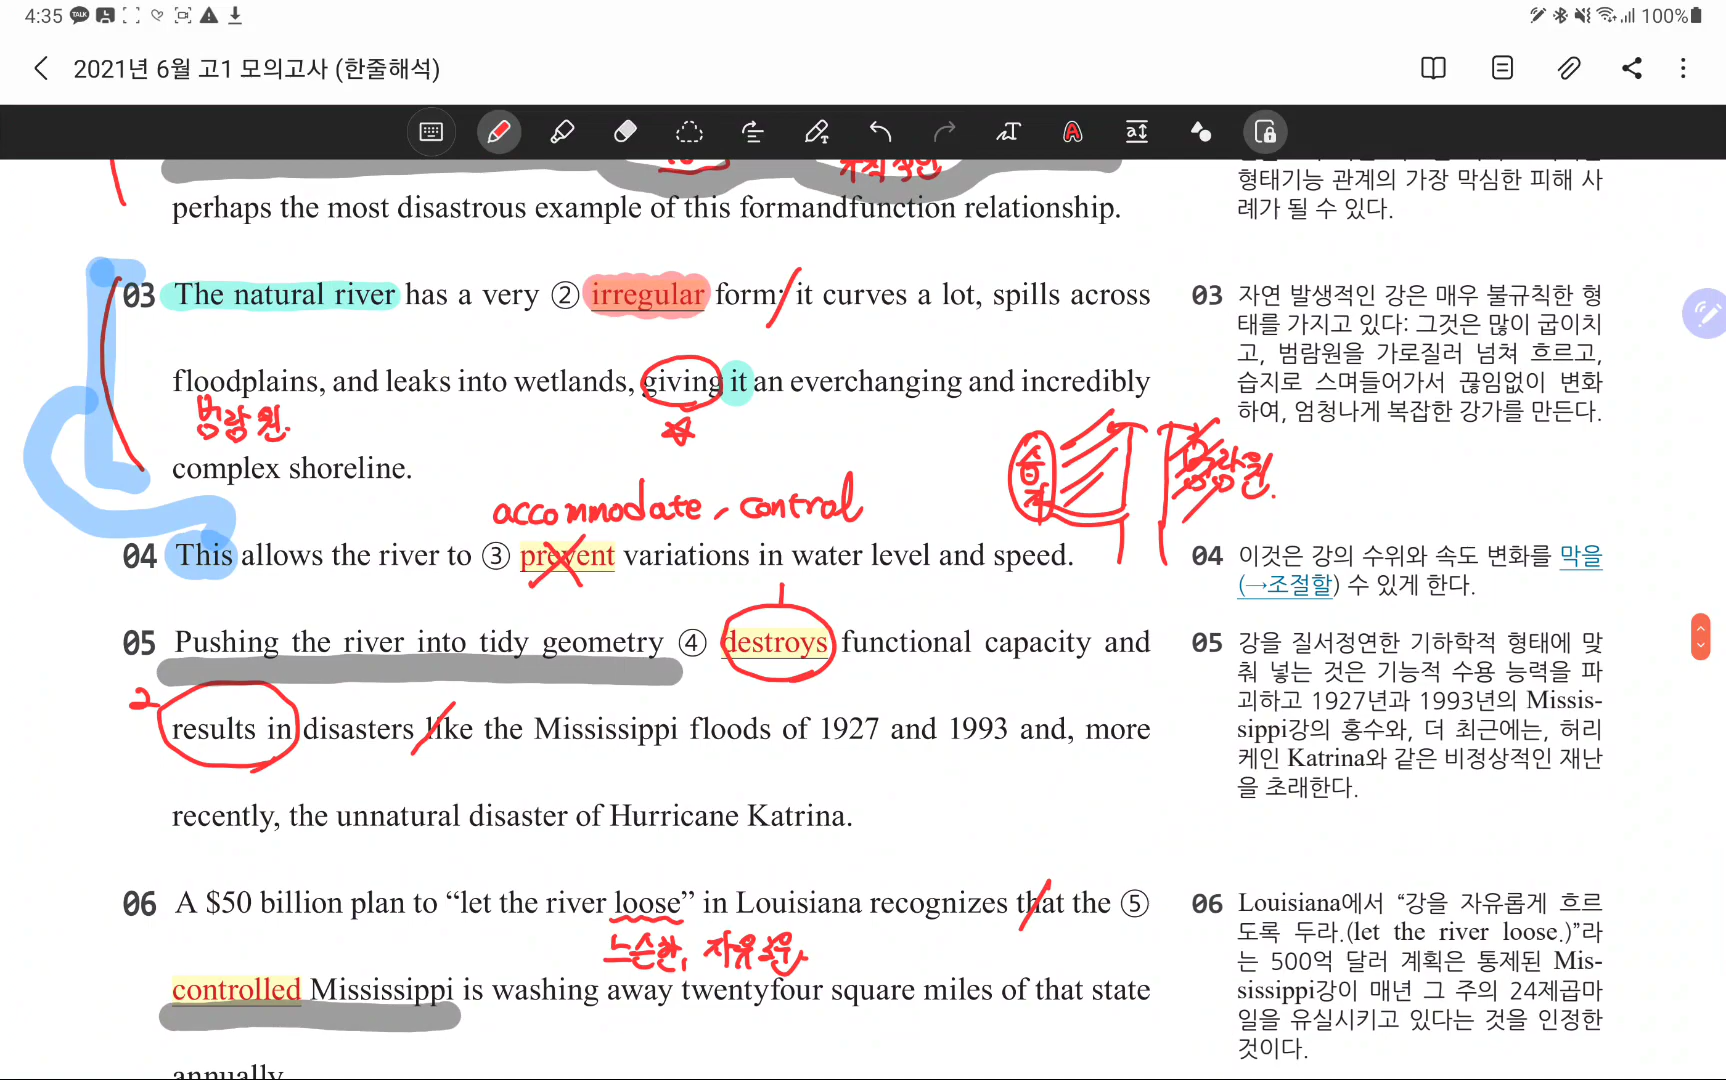 4:35
100%
2021년 6월 고1 모의고사 (한줄해석)
규칙적인
perhaps the most disastrous example of this formandfunction relationship.
형태기능 관계의 가장 막심한 피해 사
례가 될 수 있다.
03 The natural river has a very ② irregular form: it curves a lot, spills across
floodplains, and leaks into wetlands, giving it an everchanging and incredibly
범람원.
complex shoreline.
03 자연 발생적인 강은 매우 불규칙한 형
태를 가지고 있다: 그것은 많이 굽이치
고, 범람원을 가로질러 넘쳐 흐르고,
습지로 스며들어가서 끊임없이 변화
하여, 엄청나게 복잡한 강가를 만든다.
습지
범람원.
accommodate, control
04 This allows the river to ③ prevent variations in water level and speed.
04 이것은 강의 수위와 속도 변화를 막을
(→조절할) 수 있게 한다.
1
05 Pushing the river into tidy geometry ④ destroys functional capacity and
2
results in disasters like the Mississippi floods of 1927 and 1993 and, more
recently, the unnatural disaster of Hurricane Katrina.
05 강을 질서정연한 기하학적 형태에 맞
춰 넣는 것은 기능적 수용 능력을 파
괴하고 1927년과 1993년의 Missis-
sippi강의 홍수와, 더 최근에는, 허리
케인 Katrina와 같은 비정상적인 재난
을 초래한다.
06 A $50 billion plan to “let the river loose” in Louisiana recognizes that the ⑤
느슨한, 자유로운
controlled Mississippi is washing away twentyfour square miles of that state
annually.
06 Louisiana에서 “강을 자유롭게 흐르
도록 두라.(let the river loose.)”라
는 500억 달러 계획은 통제된 Mis-
sissippi강이 매년 그 주의 24제곱마
일을 유실시키고 있다는 것을 인정한
것이다.